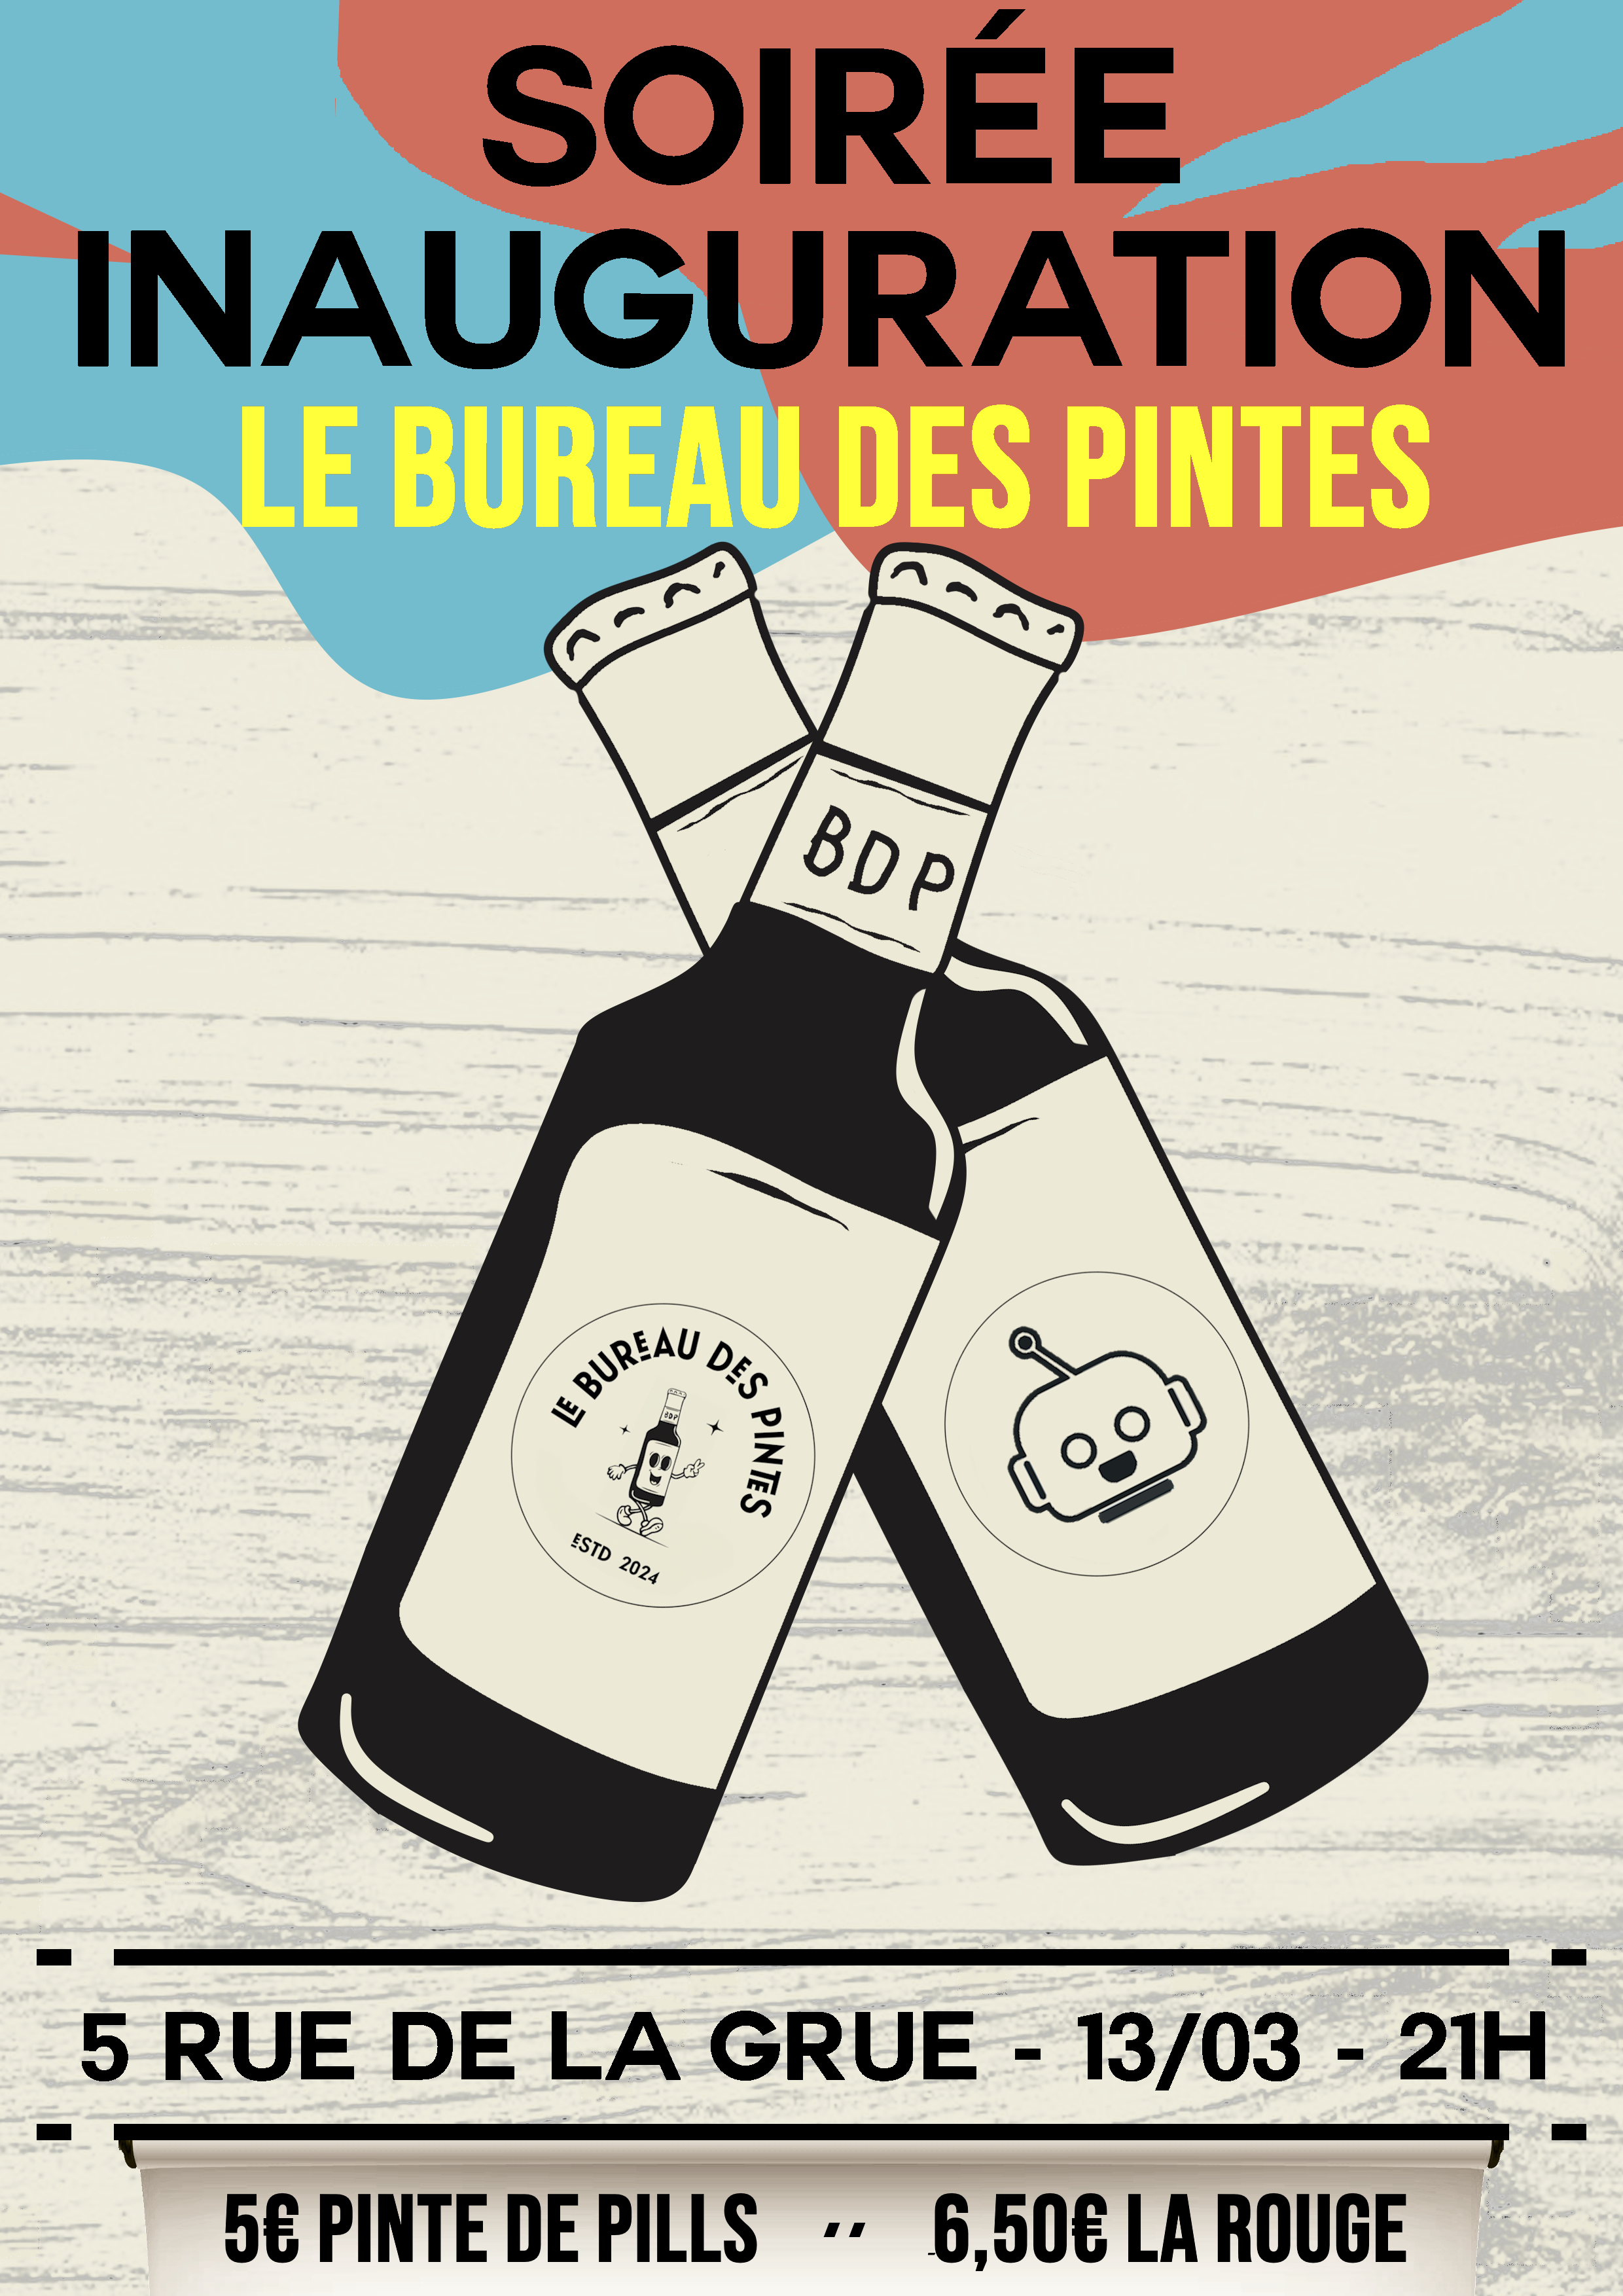 SOIRÉE
INAUGURATION
LE BUREAU DES PINTES
BDP
LE BUREAU DES PINTES
BDP
ESTD 2024
5 RUE DE LA GRUE - 13/03 - 21H
5€ PINTE DE PILLS -- 6,50€ LA ROUGE